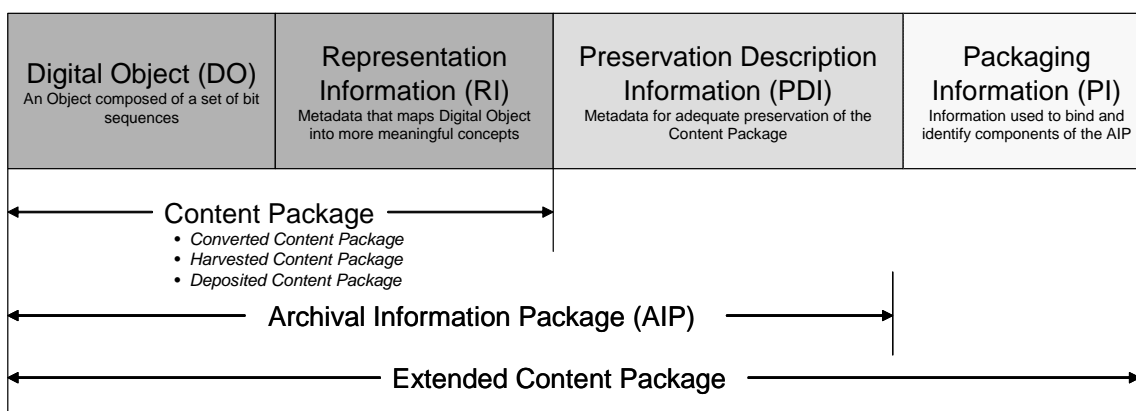 Digital Object (DO)
An Object composed of a set of bit
sequences
Representation
Information (RI)
Metadata that maps Digital Object
into more meaningful concepts
Preservation Description
Information (PDI)
Metadata for adequate preservation of the
Content Package
Packaging
Information (PI)
Information used to bind and
identify components of the AIP
Content Package
• Converted Content Package
• Harvested Content Package
• Deposited Content Package
Archival Information Package (AIP)
Extended Content Package